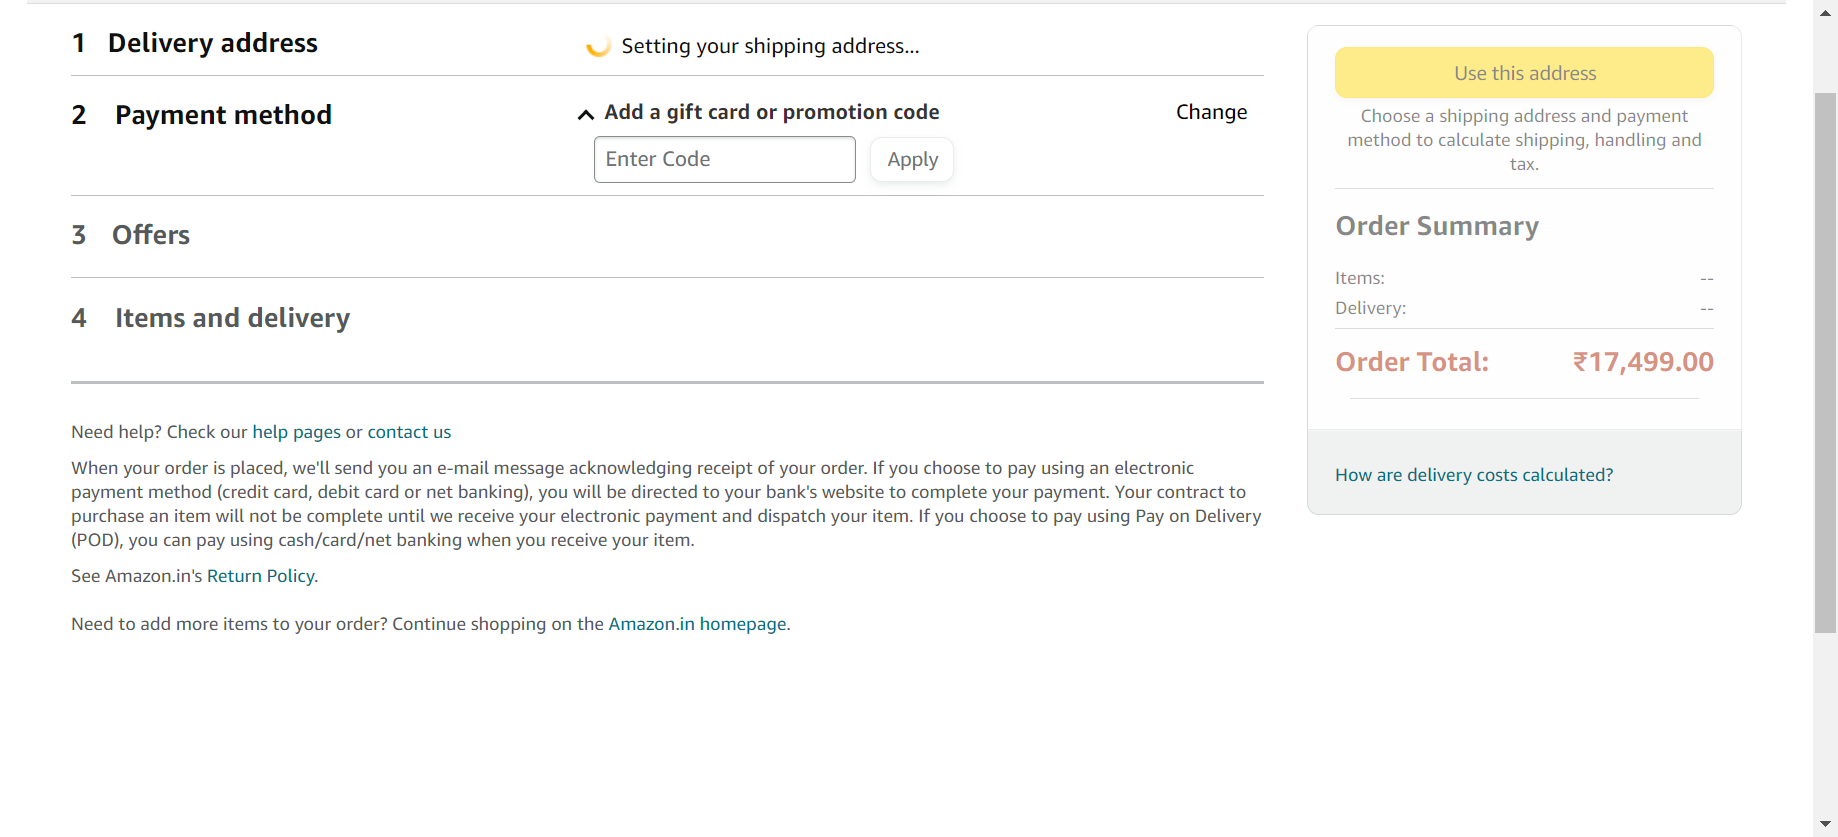 1 Delivery address
Setting your shipping address...
2 Payment method
Add a gift card or promotion code
Change
Enter Code
Apply
3 Offers
4 Items and delivery
Need help? Check our help pages or contact us
When your order is placed, we'll send you an e-mail message acknowledging receipt of your order. If you choose to pay using an electronic
payment method (credit card, debit card or net banking), you will be directed to your bank's website to complete your payment. Your contract to
purchase an item will not be complete until we receive your electronic payment and dispatch your item. If you choose to pay using Pay on Delivery
(POD), you can pay using cash/card/net banking when you receive your item.
See Amazon.in's Return Policy.
Need to add more items to your order? Continue shopping on the Amazon.in homepage.
Use this address
Choose a shipping address and payment
method to calculate shipping, handling and
tax.
Order Summary
Items: --
Delivery: --
Order Total: ₹17,499.00
How are delivery costs calculated?